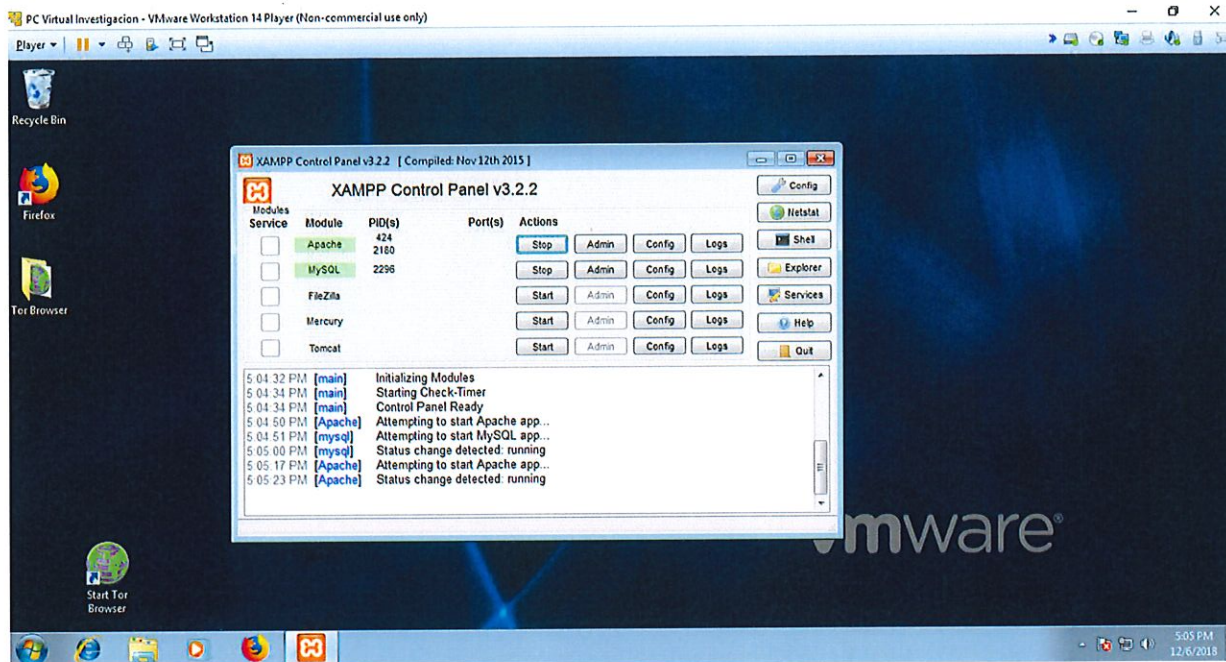 PC Virtual Investigacion - VMware Workstation 14 Player (Non-commercial use only)
Player
Recycle Bin
Firefox
Tor Browser
Start Tor
Browser
XAMPP Control Panel v3.2.2 [ Compiled: Nov 12th 2015 ]
XAMPP Control Panel v3.2.2
Config
Netstat
Shell
Explorer
Services
Help
Quit
Modules
Service Module PID(s) Port(s) Actions
Apache 424 2180 Stop Admin Config Logs
MySQL 2296 Stop Admin Config Logs
FileZilla Start Admin Config Logs
Mercury Start Admin Config Logs
Tomcat Start Admin Config Logs
5:04:32 PM [main] Initializing Modules
5:04:34 PM [main] Starting Check-Timer
5:04:34 PM [main] Control Panel Ready
5:04:50 PM [Apache] Attempting to start Apache app...
5:04:51 PM [mysql] Attempting to start MySQL app...
5:05:00 PM [mysql] Status change detected: running
5:05:17 PM [Apache] Attempting to start Apache app...
5:05:23 PM [Apache] Status change detected: running
vmware®
5:05 PM
12/6/2018